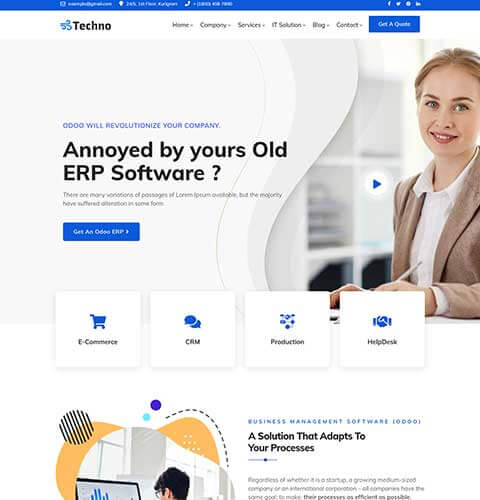 example@gmail.com 24/5, 1st Floor, Kurigram + (1800) 456 7890
Techno
Home Company Services IT Solution Blog Contact Get A Quote
ODOO WILL REVOLUTIONIZE YOUR COMPANY.
Annoyed by yours Old
ERP Software ?
There are many variations of passages of Lorem Ipsum available, but the majority
have suffered alteration in some form
Get An Odoo ERP
E-Commerce CRM Production HelpDesk
BUSINESS MANAGEMENT SOFTWARE (ODOO)
A Solution That Adapts To
Your Processes
Regardless of whether it is a startup, a growing medium-sized
company or an international corporation – all companies have the
same goal: to make, their processes as efficient as possible.